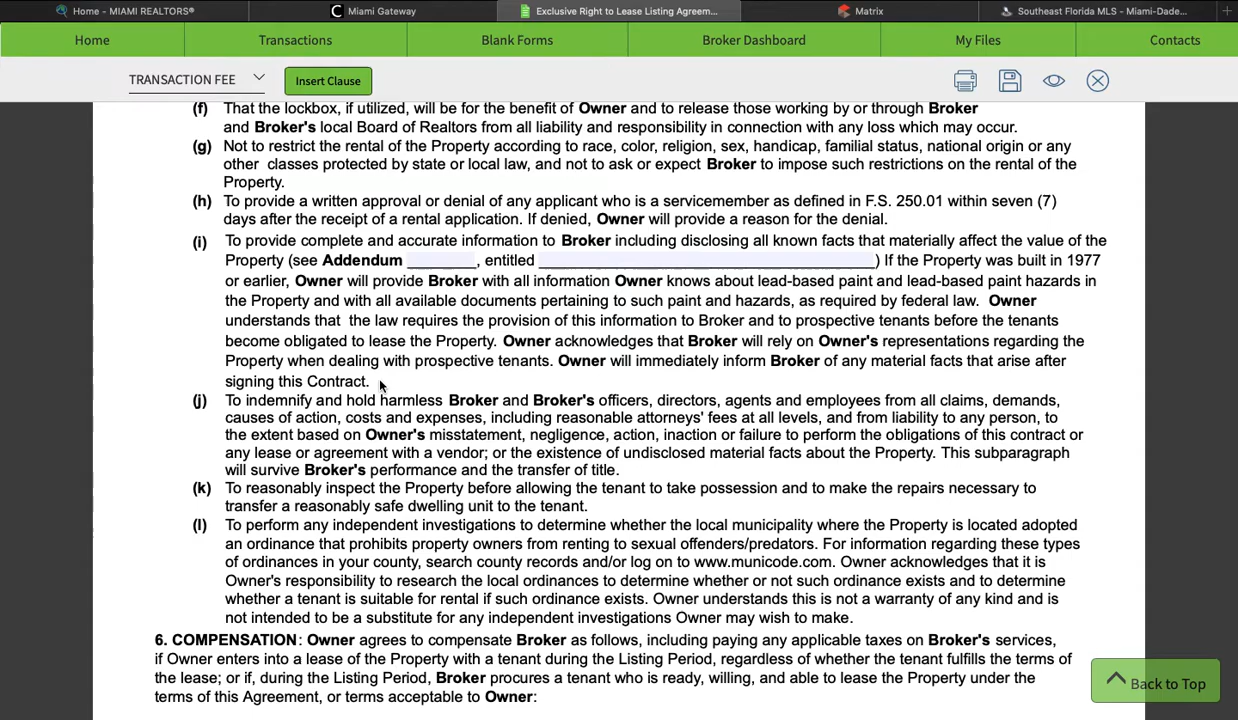 Home - MIAMI REALTORS®
Miami Gateway
Exclusive Right to Lease Listing Agreem...
Matrix
Southeast Florida MLS - Miami-Dade...
Home
Transactions
Blank Forms
Broker Dashboard
My Files
Contacts
TRANSACTION FEE
Insert Clause
(f) That the lockbox, if utilized, will be for the benefit of Owner and to release those working by or through Broker
and Broker's local Board of Realtors from all liability and responsibility in connection with any loss which may occur.
(g) Not to restrict the rental of the Property according to race, color, religion, sex, handicap, familial status, national origin or any
other classes protected by state or local law, and not to ask or expect Broker to impose such restrictions on the rental of the
Property.
(h) To provide a written approval or denial of any applicant who is a servicemember as defined in F.S. 250.01 within seven (7)
days after the receipt of a rental application. If denied, Owner will provide a reason for the denial.
(i) To provide complete and accurate information to Broker including disclosing all known facts that materially affect the value of the
Property (see Addendum ________, entitled ________________________________) If the Property was built in 1977
or earlier, Owner will provide Broker with all information Owner knows about lead-based paint and lead-based paint hazards in
the Property and with all available documents pertaining to such paint and hazards, as required by federal law. Owner
understands that the law requires the provision of this information to Broker and to prospective tenants before the tenants
become obligated to lease the Property. Owner acknowledges that Broker will rely on Owner's representations regarding the
Property when dealing with prospective tenants. Owner will immediately inform Broker of any material facts that arise after
signing this Contract.
(j) To indemnify and hold harmless Broker and Broker's officers, directors, agents and employees from all claims, demands,
causes of action, costs and expenses, including reasonable attorneys' fees at all levels, and from liability to any person, to
the extent based on Owner's misstatement, negligence, action, inaction or failure to perform the obligations of this contract or
any lease or agreement with a vendor; or the existence of undisclosed material facts about the Property. This subparagraph
will survive Broker's performance and the transfer of title.
(k) To reasonably inspect the Property before allowing the tenant to take possession and to make the repairs necessary to
transfer a reasonably safe dwelling unit to the tenant.
(l) To perform any independent investigations to determine whether the local municipality where the Property is located adopted
an ordinance that prohibits property owners from renting to sexual offenders/predators. For information regarding these types
of ordinances in your county, search county records and/or log on to www.municode.com. Owner acknowledges that it is
Owner's responsibility to research the local ordinances to determine whether or not such ordinance exists and to determine
whether a tenant is suitable for rental if such ordinance exists. Owner understands this is not a warranty of any kind and is
not intended to be a substitute for any independent investigations Owner may wish to make.
6. COMPENSATION: Owner agrees to compensate Broker as follows, including paying any applicable taxes on Broker's services,
if Owner enters into a lease of the Property with a tenant during the Listing Period, regardless of whether the tenant fulfills the terms of
the lease; or if, during the Listing Period, Broker procures a tenant who is ready, willing, and able to lease the Property under the
terms of this Agreement, or terms acceptable to Owner:
Back to Top